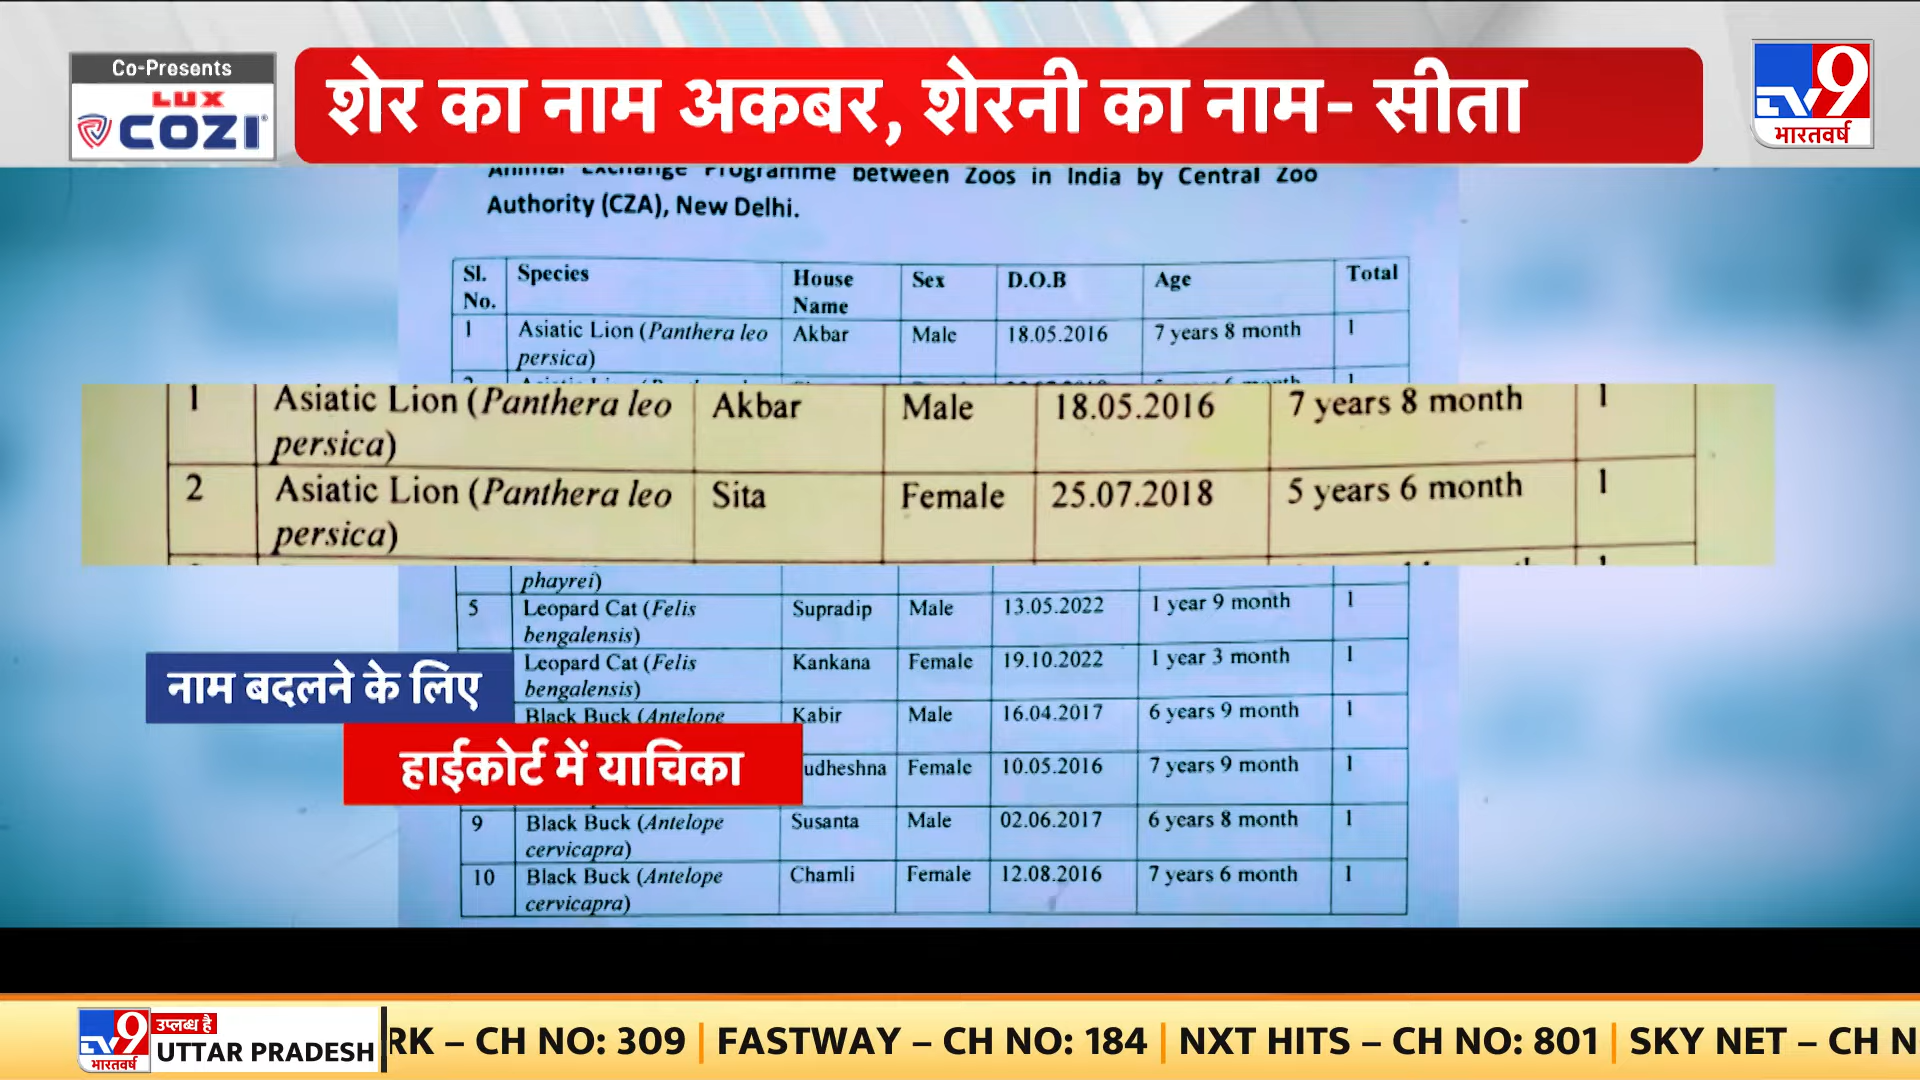 Co-Presents
LUX
COZI
शेर का नाम अकबर, शेरनी का नाम- सीता
TV9
भारतवर्ष
Animal Exchange Programme between Zoos in India by Central Zoo
Authority (CZA), New Delhi.
Sl. No. Species House Name Sex D.O.B Age Total
1 Asiatic Lion (Panthera leo persica) Akbar Male 18.05.2016 7 years 8 month 1
1 Asiatic Lion (Panthera leo persica) Akbar Male 18.05.2016 7 years 8 month 1
2 Asiatic Lion (Panthera leo persica) Sita Female 25.07.2018 5 years 6 month 1
phayrei)
5 Leopard Cat (Felis bengalensis) Supradip Male 13.05.2022 1 year 9 month 1
Leopard Cat (Felis bengalensis) Kankana Female 19.10.2022 1 year 3 month 1
Black Buck (Antelope Kabir Male 16.04.2017 6 years 9 month 1
udheshna Female 10.05.2016 7 years 9 month 1
9 Black Buck (Antelope cervicapra) Susanta Male 02.06.2017 6 years 8 month 1
10 Black Buck (Antelope cervicapra) Chamli Female 12.08.2016 7 years 6 month 1
नाम बदलने के लिए
हाईकोर्ट में याचिका
TV9
भारतवर्ष
उपलब्ध है
UTTAR PRADESH
RK – CH NO: 309 | FASTWAY – CH NO: 184 | NXT HITS – CH NO: 801 | SKY NET – CH N